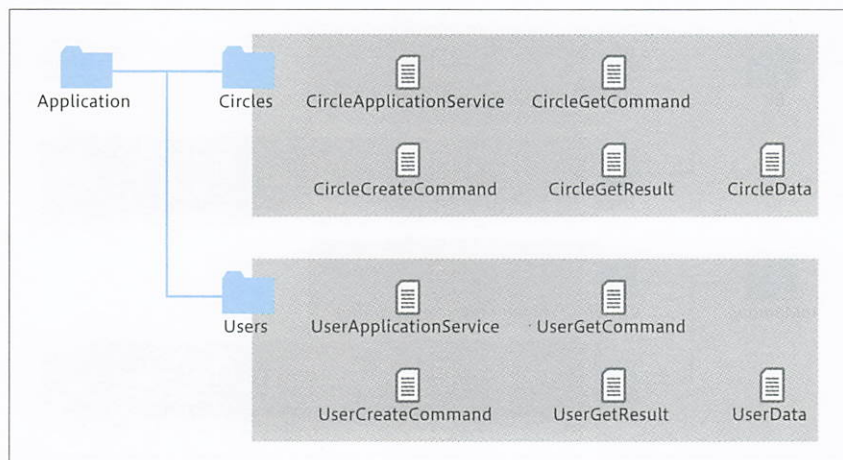 Application
Circles
CircleApplicationService
CircleGetCommand
CircleCreateCommand
CircleGetResult
CircleData
Users
UserApplicationService
UserGetCommand
UserCreateCommand
UserGetResult
UserData